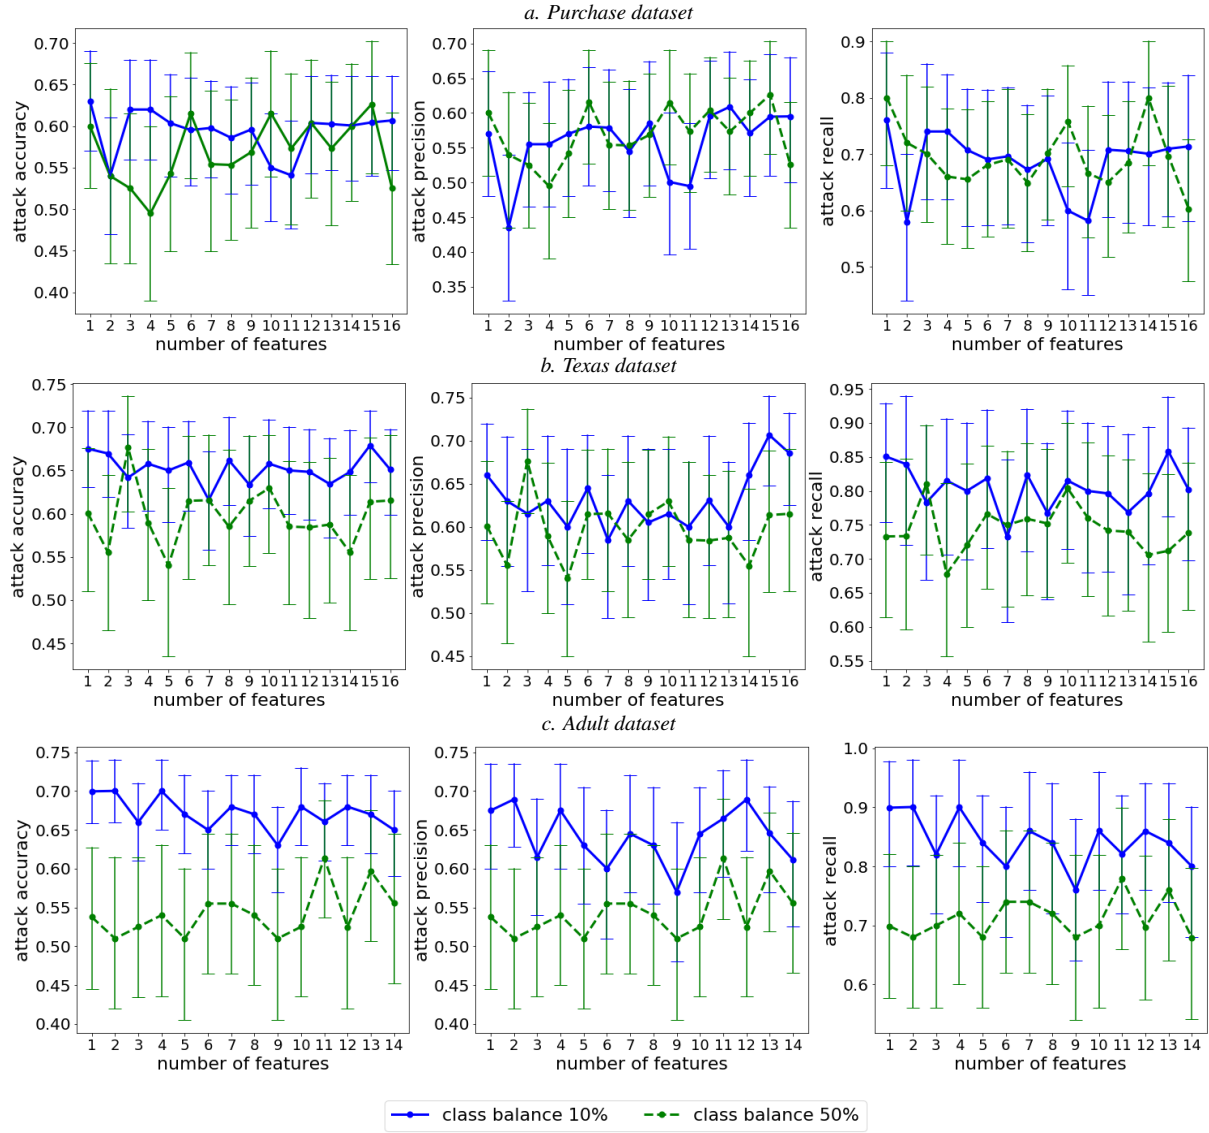 a. Purchase dataset
0.70
0.65
0.60
0.55
0.50
0.45
0.40
attack accuracy
1 2 3 4 5 6 7 8 9 10 11 12 13 14 15 16
number of features
0.70
0.65
0.60
0.55
0.50
0.45
0.40
0.35
attack precision
1 2 3 4 5 6 7 8 9 10 11 12 13 14 15 16
number of features
0.9
0.8
0.7
0.6
0.5
attack recall
1 2 3 4 5 6 7 8 9 10 11 12 13 14 15 16
number of features
b. Texas dataset
0.75
0.70
0.65
0.60
0.55
0.50
0.45
attack accuracy
1 2 3 4 5 6 7 8 9 10 11 12 13 14 15 16
number of features
0.75
0.70
0.65
0.60
0.55
0.50
0.45
attack precision
1 2 3 4 5 6 7 8 9 10 11 12 13 14 15 16
number of features
0.95
0.90
0.85
0.80
0.75
0.70
0.65
0.60
0.55
attack recall
1 2 3 4 5 6 7 8 9 10 11 12 13 14 15 16
number of features
c. Adult dataset
0.75
0.70
0.65
0.60
0.55
0.50
0.45
0.40
attack accuracy
1 2 3 4 5 6 7 8 9 10 11 12 13 14
number of features
0.75
0.70
0.65
0.60
0.55
0.50
0.45
0.40
attack precision
1 2 3 4 5 6 7 8 9 10 11 12 13 14
number of features
1.0
0.9
0.8
0.7
0.6
attack recall
1 2 3 4 5 6 7 8 9 10 11 12 13 14
number of features
class balance 10% class balance 50%